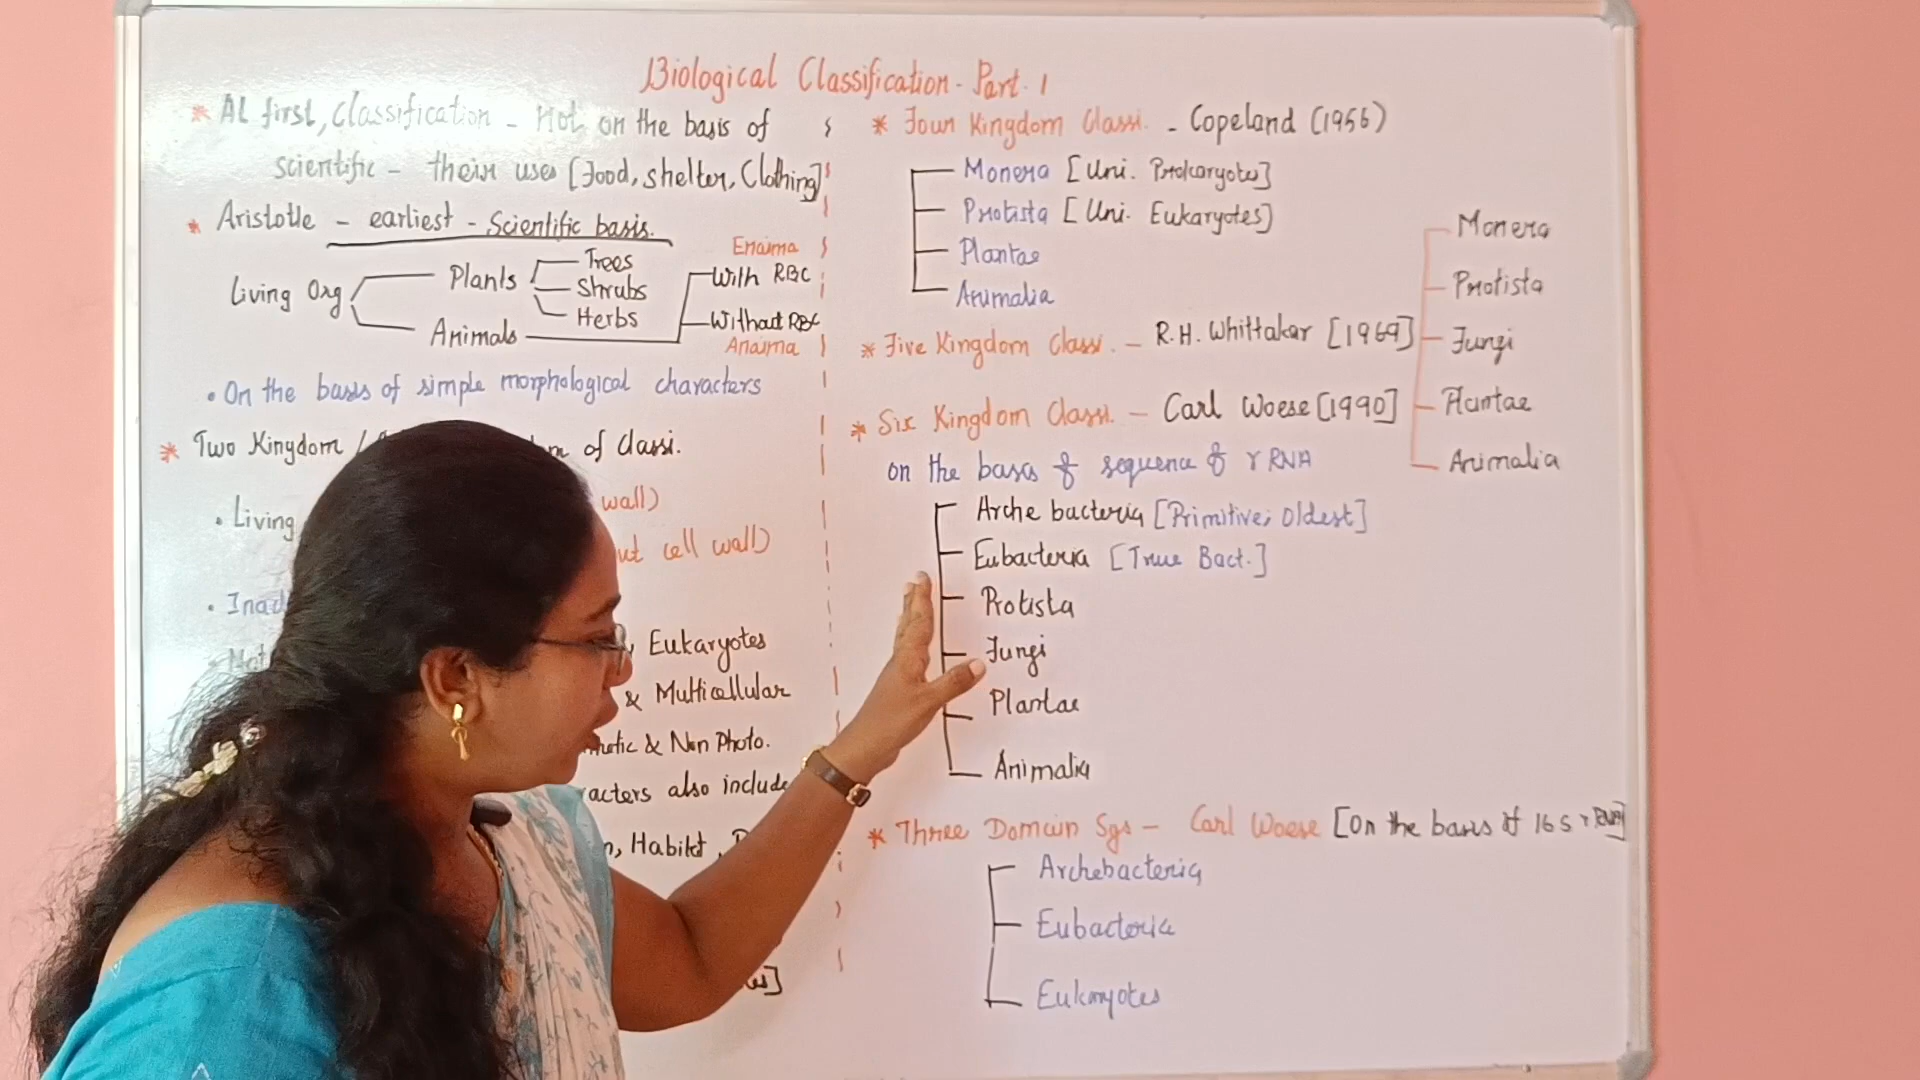 Biological Classification - Part. 1
* At first, Classification - Not on the basis of
scientific - their uses [Food, shelter, Clothing]
* Aristotle - earliest - Scientific basis.
Living Org
Plants
Trees
Shrubs
Herbs
Animals
Enaima
With RBC
Without RBC
Anaima
• On the basis of simple morphological characters
* Two Kingdom / of Classi.
• Living
wall)
cell wall)
Eukaryotes
& Multicellular
& Non Photo.
also include
Habitat
* Four Kingdom Classi. - Copeland (1956)
Monera [Uni. Prokaryotes]
Protista [Uni. Eukaryotes]
Plantae
Animalia
* Five Kingdom Classi. - R.H. Whittaker [1969]
Monera
Protista
Fungi
Plantae
Animalia
* Six Kingdom Classi. - Carl Woese [1990]
on the basis of sequence of rRNA
Arche bacteria [Primitive; Oldest]
Eubacteria [True Bact.]
Protista
Fungi
Plantae
Animalia
* Three Domain Sys - Carl Woese [On the basis of 16 S rRNA]
Archebacteria
Eubacteria
Eukaryotes